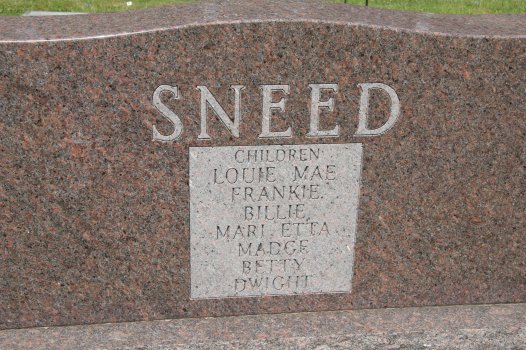 SNEED
CHILDREN
LOUIE MAE
FRANKIE
BILLIE
MARI ETTA
MADGE
BETTY
DWIGHT